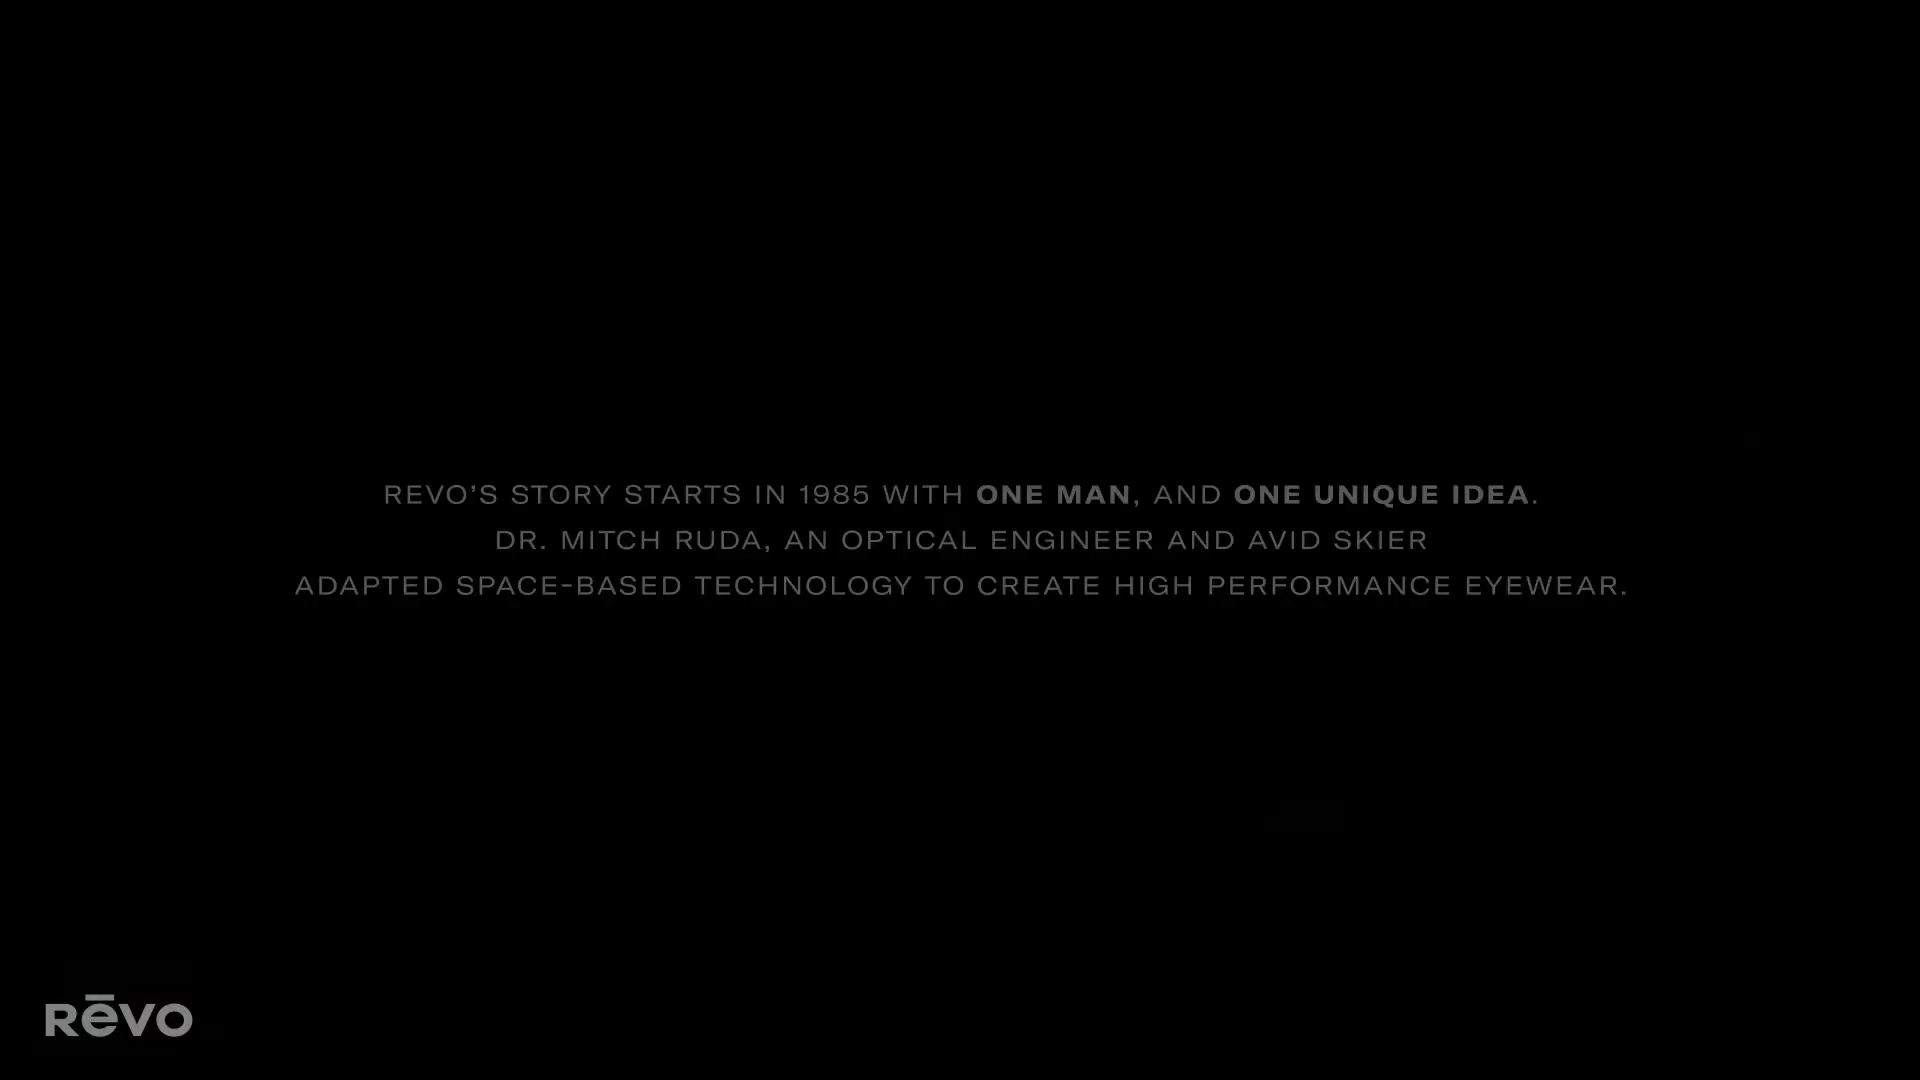 REVO’S STORY STARTS IN 1985 WITH ONE MAN, AND ONE UNIQUE IDEA.
DR. MITCH RUDA, AN OPTICAL ENGINEER AND AVID SKIER
ADAPTED SPACE-BASED TECHNOLOGY TO CREATE HIGH PERFORMANCE EYEWEAR.
Rēvo